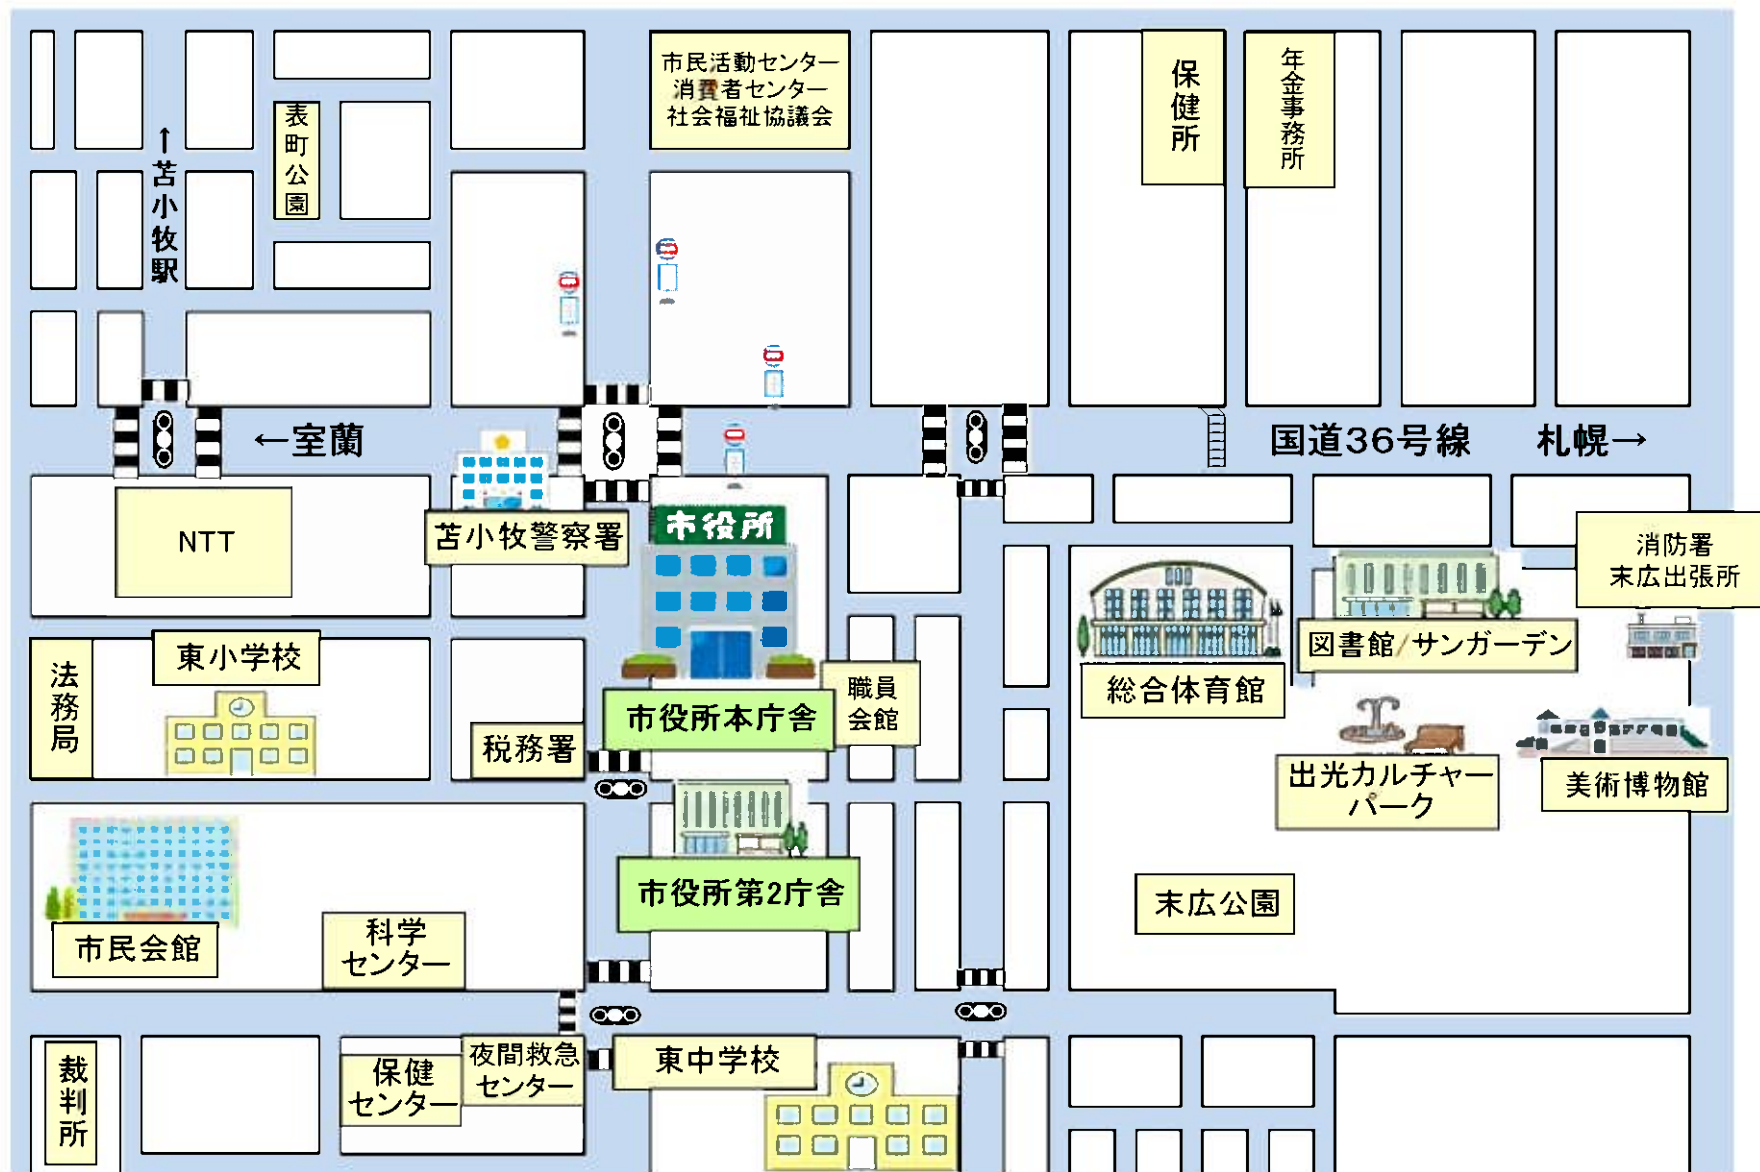 市民活動センター
消費者センター
社会福祉協議会
保健所
年金事務所
表町公園
↑苫小牧駅
←室蘭
国道36号線
札幌→
NTT
苫小牧警察署
市役所
消防署
末広出張所
法務局
東小学校
税務署
市役所本庁舎
職員
会館
総合体育館
図書館/サンガーデン
出光カルチャー
パーク
美術博物館
市役所第2庁舎
末広公園
市民会館
科学
センター
裁判所
保健
センター
夜間救急
センター
東中学校